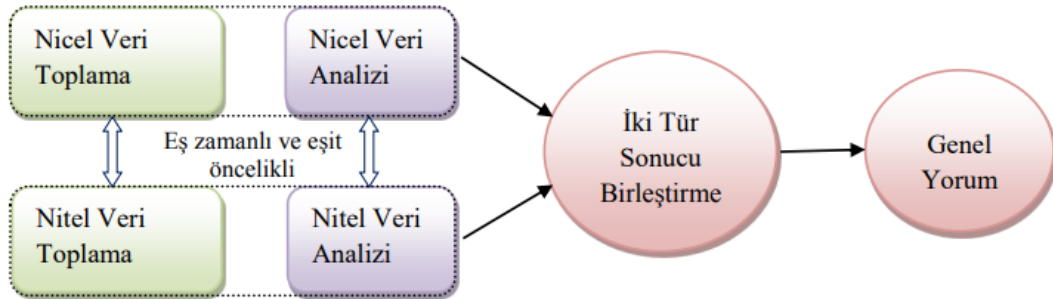 Nicel Veri
Toplama
Nicel Veri
Analizi
Eş zamanlı ve eşit
öncelikli
Nitel Veri
Toplama
Nitel Veri
Analizi
İki Tür
Sonucu
Birleştirme
Genel
Yorum